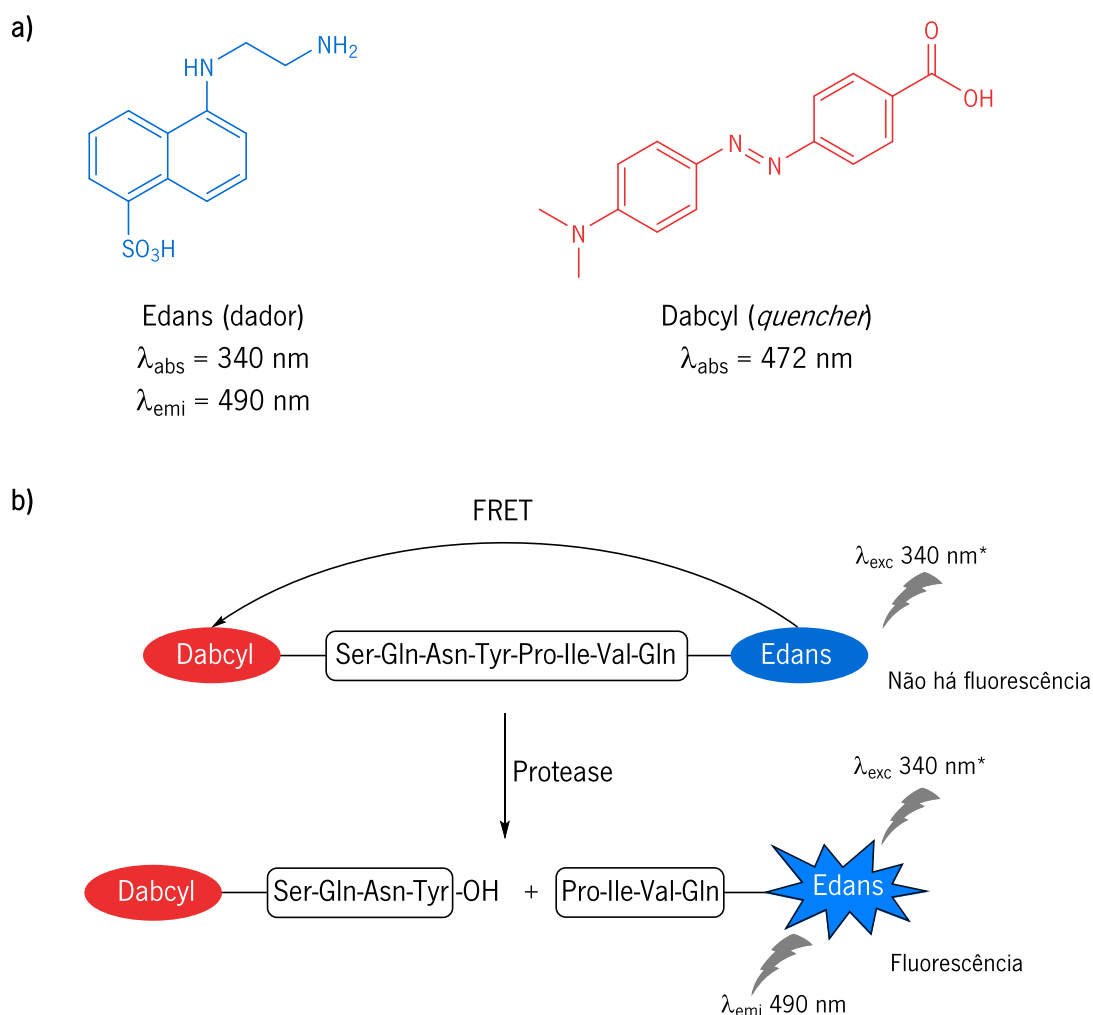 a)
NH2
HN
SO3H
O
OH
N
N
N
Edans (dador)
λabs = 340 nm
λemi = 490 nm
Dabcyl (quencher)
λabs = 472 nm
b)
FRET
λexc 340 nm*
Dabcyl
Ser-Gln-Asn-Tyr-Pro-Ile-Val-Gln
Edans
Não há fluorescência
Protease
λexc 340 nm*
Dabcyl
Ser-Gln-Asn-Tyr-OH + Pro-Ile-Val-Gln
Edans
Fluorescência
λemi 490 nm